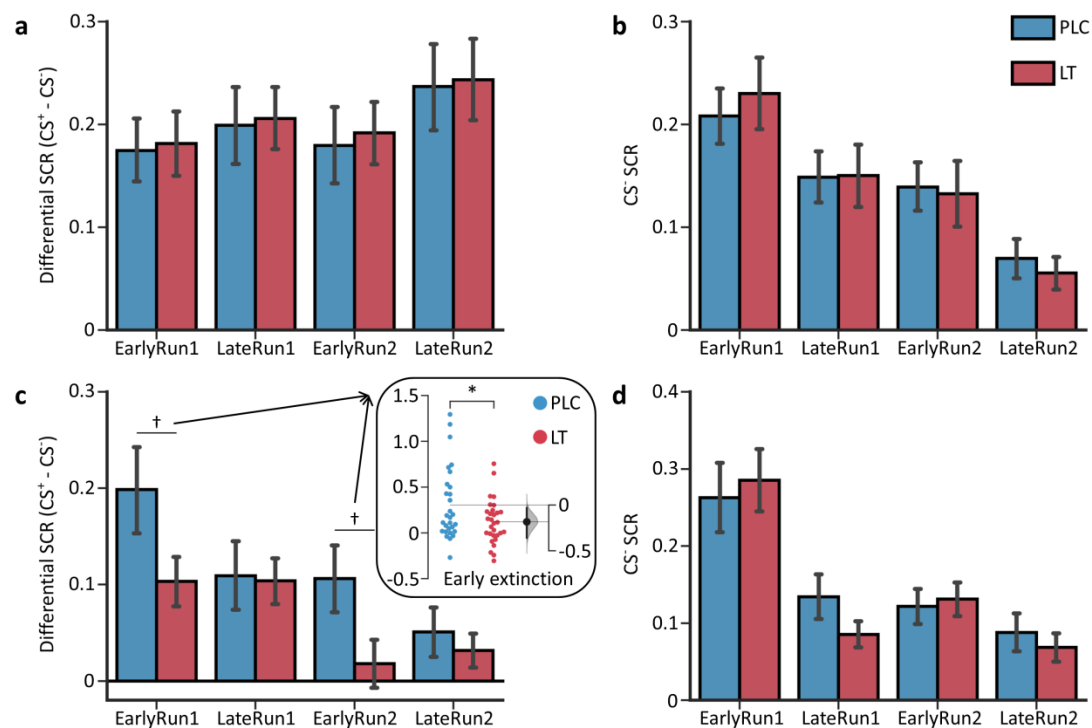 a
Differential SCR (CS⁺ - CS⁻)
0.3
0.2
0.1
0
EarlyRun1 LateRun1 EarlyRun2 LateRun2
b
CS⁻ SCR
0.3
0.2
0.1
0
EarlyRun1 LateRun1 EarlyRun2 LateRun2
PLC
LT
c
Differential SCR (CS⁺ - CS⁻)
0.3
0.2
0.1
0
†
†
EarlyRun1 LateRun1 EarlyRun2 LateRun2
1.5
1.0
0.5
0
-0.5
*
PLC
LT
0
-0.5
Early extinction
d
CS⁻ SCR
0.4
0.3
0.2
0.1
0
EarlyRun1 LateRun1 EarlyRun2 LateRun2